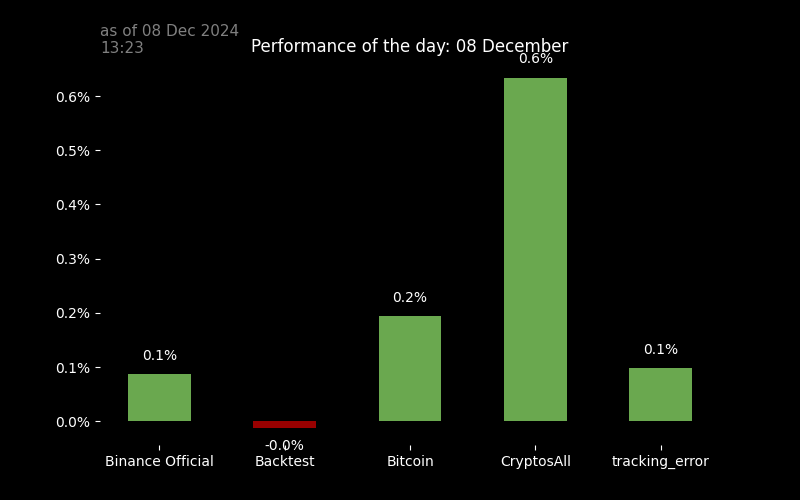 as of 08 Dec 2024
13:23
Performance of the day: 08 December
0.6%
0.6%
0.5%
0.4%
0.3%
0.2%
0.2%
0.1%
0.1%
0.1%
0.0%
-0.0%
Binance Official
Backtest
Bitcoin
CryptosAll
tracking_error